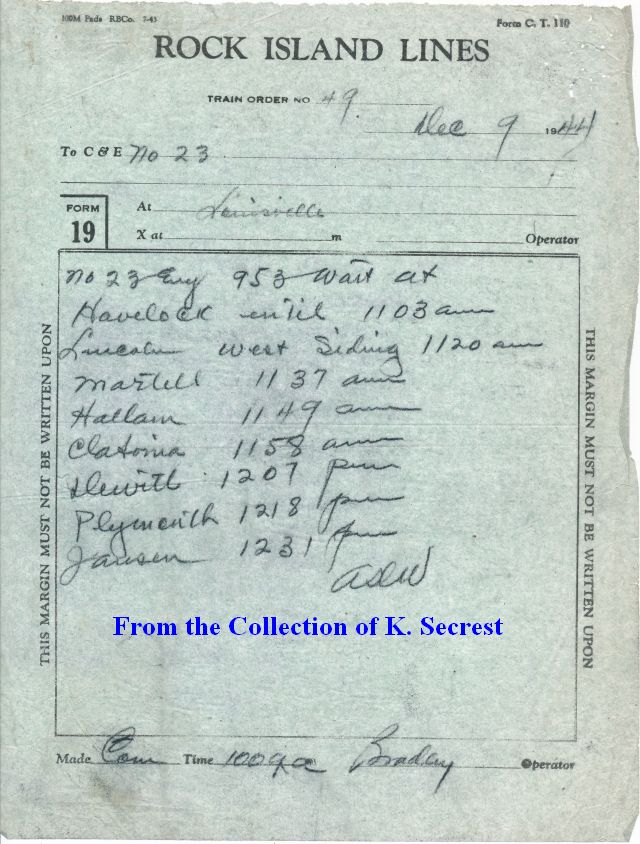 100M Pads RBCo. 7-43
Form C. T. 110
ROCK ISLAND LINES
TRAIN ORDER NO 49
Dec 9 1944
To C & E No 23
FORM
19
At Louisville
X at m Operator
No 23 Eng 953 Wait at
Havelock until 1103 am
Lincoln West Siding 1120 am
Martell 1137 am
Hallam 1149 am
Clatonia 1158 am
Dewitt 1207 pm
Plymouth 1218 pm
Jansen 1231 pm
ASW
From the Collection of K. Secrest
THIS MARGIN MUST NOT BE WRITTEN UPON
THIS MARGIN MUST NOT BE WRITTEN UPON
Made Com Time 1009a Bradley Operator